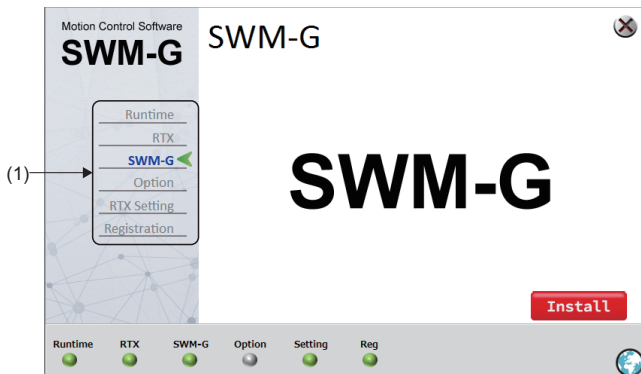 Motion Control Software
SWM-G
SWM-G
(1)
Runtime
RTX
SWM-G
Option
RTX Setting
Registration
SWM-G
Install
Runtime RTX SWM-G Option Setting Reg